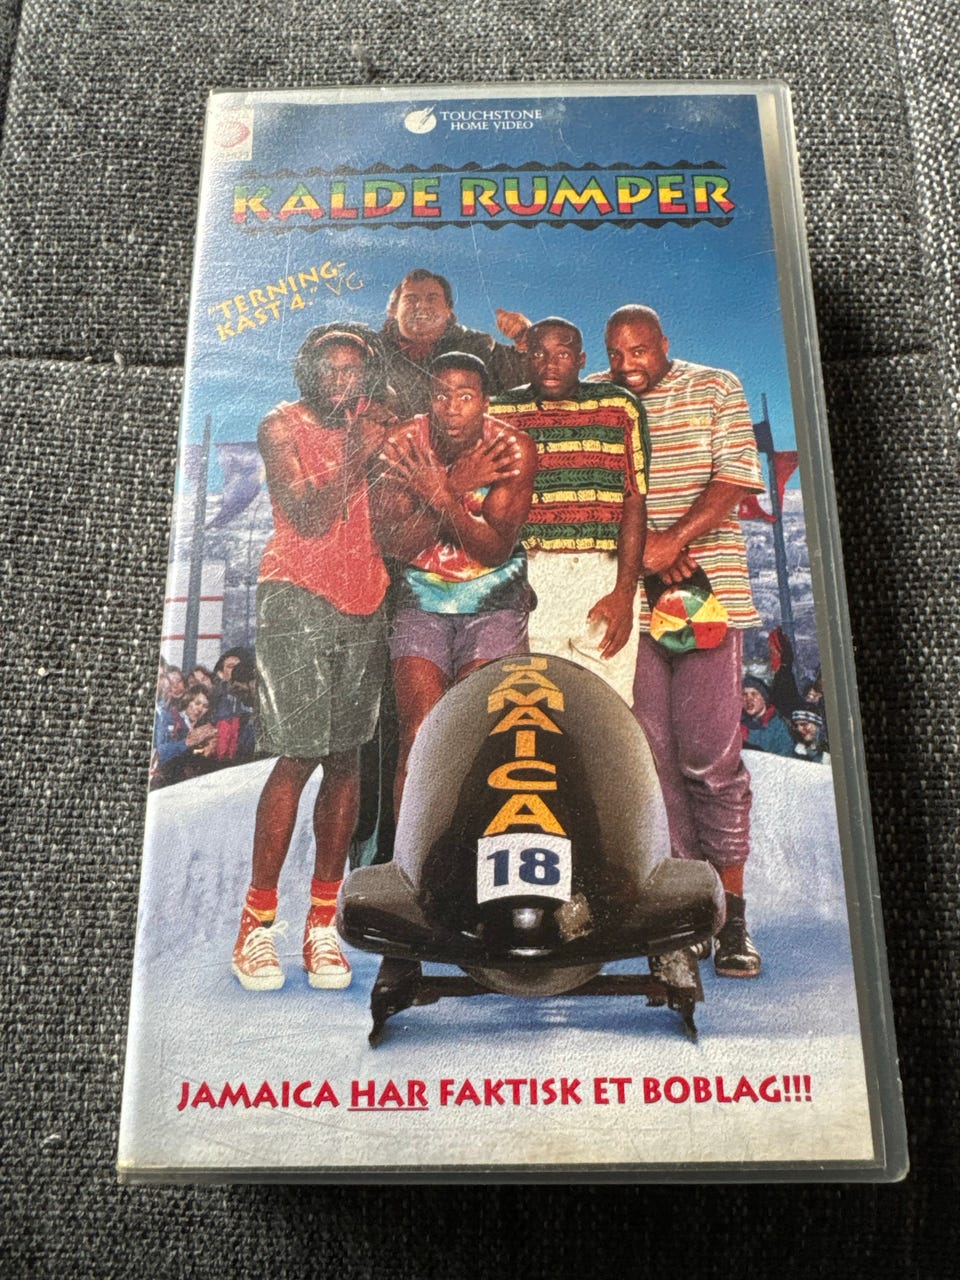 TOUCHSTONE
HOME VIDEO
KALDE RUMPER
"TERNING-
KAST 4." VG
JAMAICA
18
JAMAICA HAR FAKTISK ET BOBLAG!!!